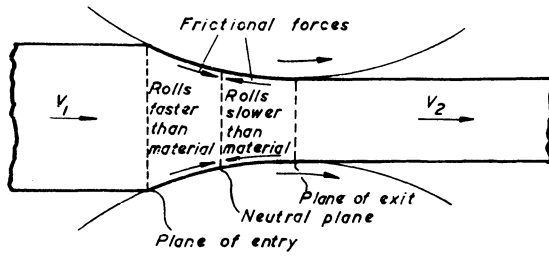 Frictional forces
V1
Rolls
faster
than
material
Rolls
slower
than
material
V2
Plane of exit
Neutral plane
Plane of entry